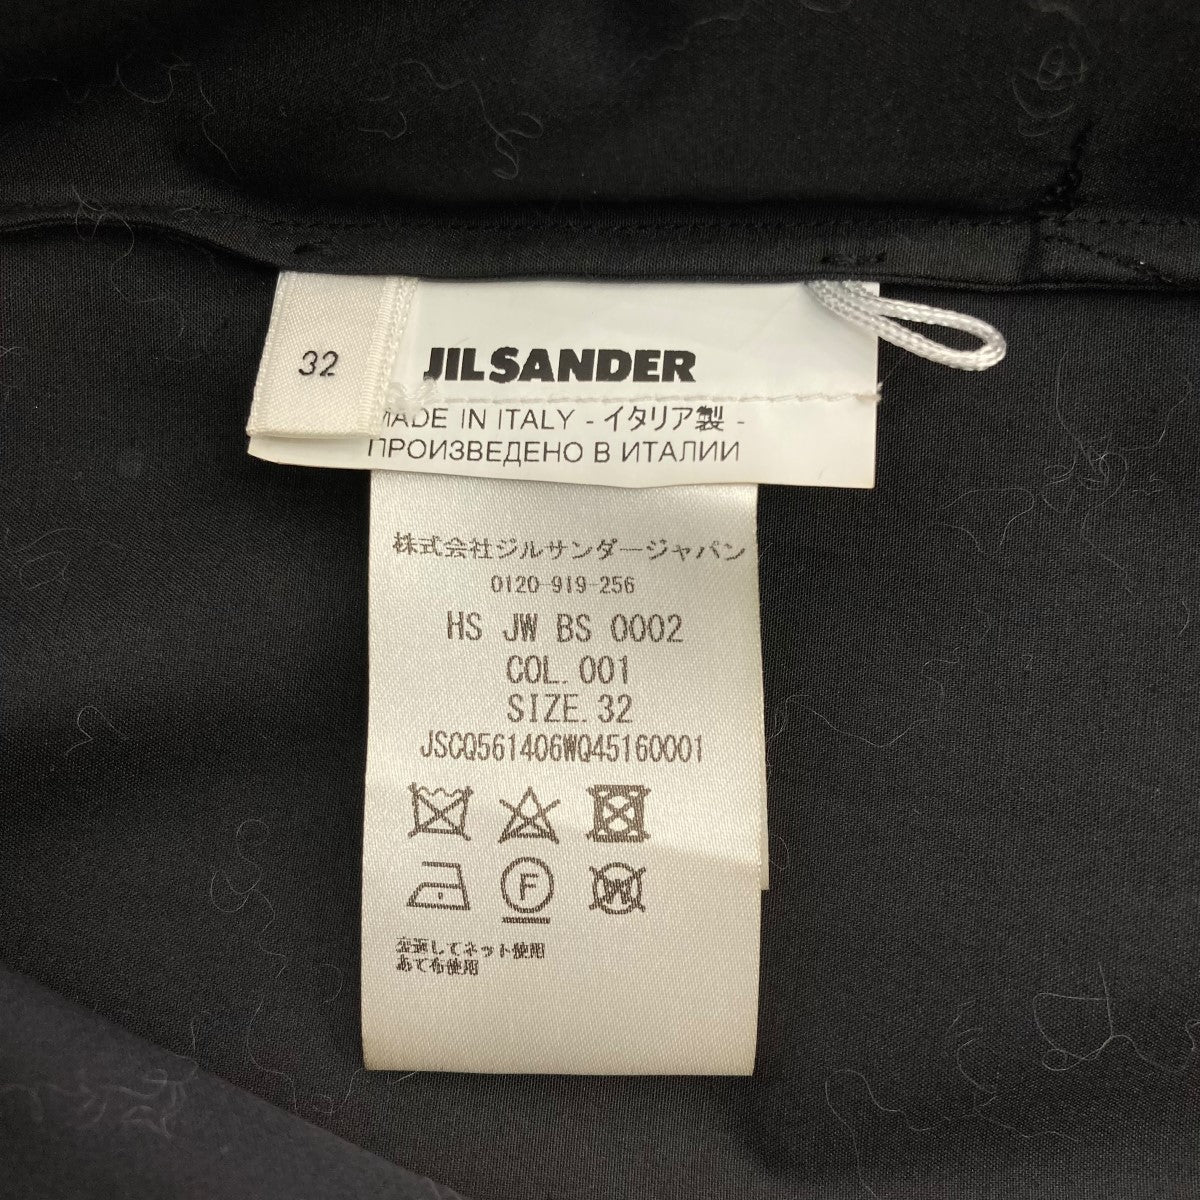 32
JIL SANDER
MADE IN ITALY - イタリア製 -
ПРОИЗВЕДЕНО В ИТАЛИИ
株式会社ジルサンダージャパン
0120-919-256
HS JW BS 0002
COL. 001
SIZE. 32
JSCQ561406WQ45160001
F
W
裏返してネット使用
あて布使用